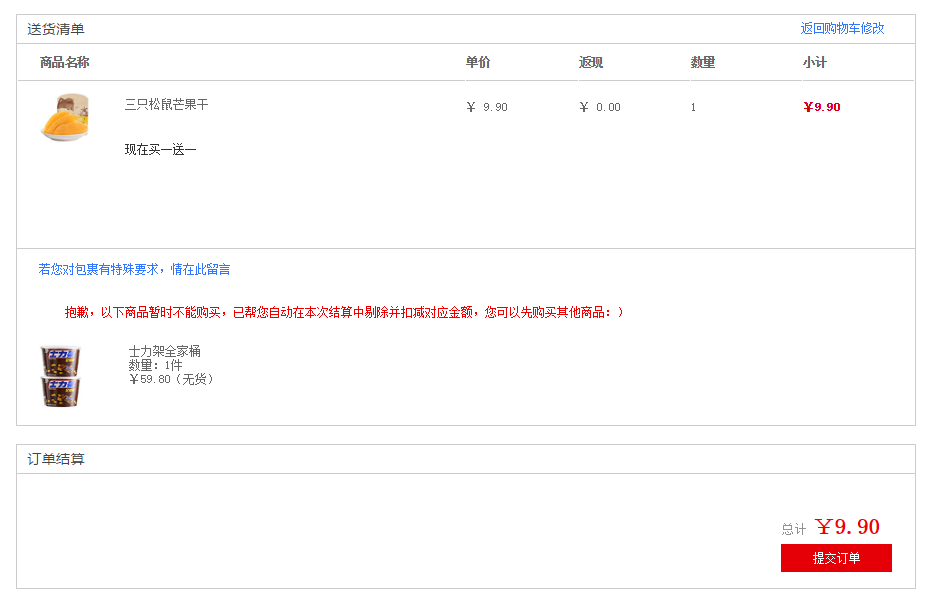 送货清单
返回购物车修改
商品名称 单价 返现 数量 小计
三只松鼠芒果干
￥ 9.90 ￥ 0.00 1 ￥9.90
现在买一送一
若您对包裹有特殊要求，情在此留言
抱歉，以下商品暂时不能购买，已帮您自动在本次结算中剔除并扣减对应金额，您可以先购买其他商品：）
士力架全家桶
数量：1件
￥59.80（无货）
订单结算
总计 ￥9.90
提交订单